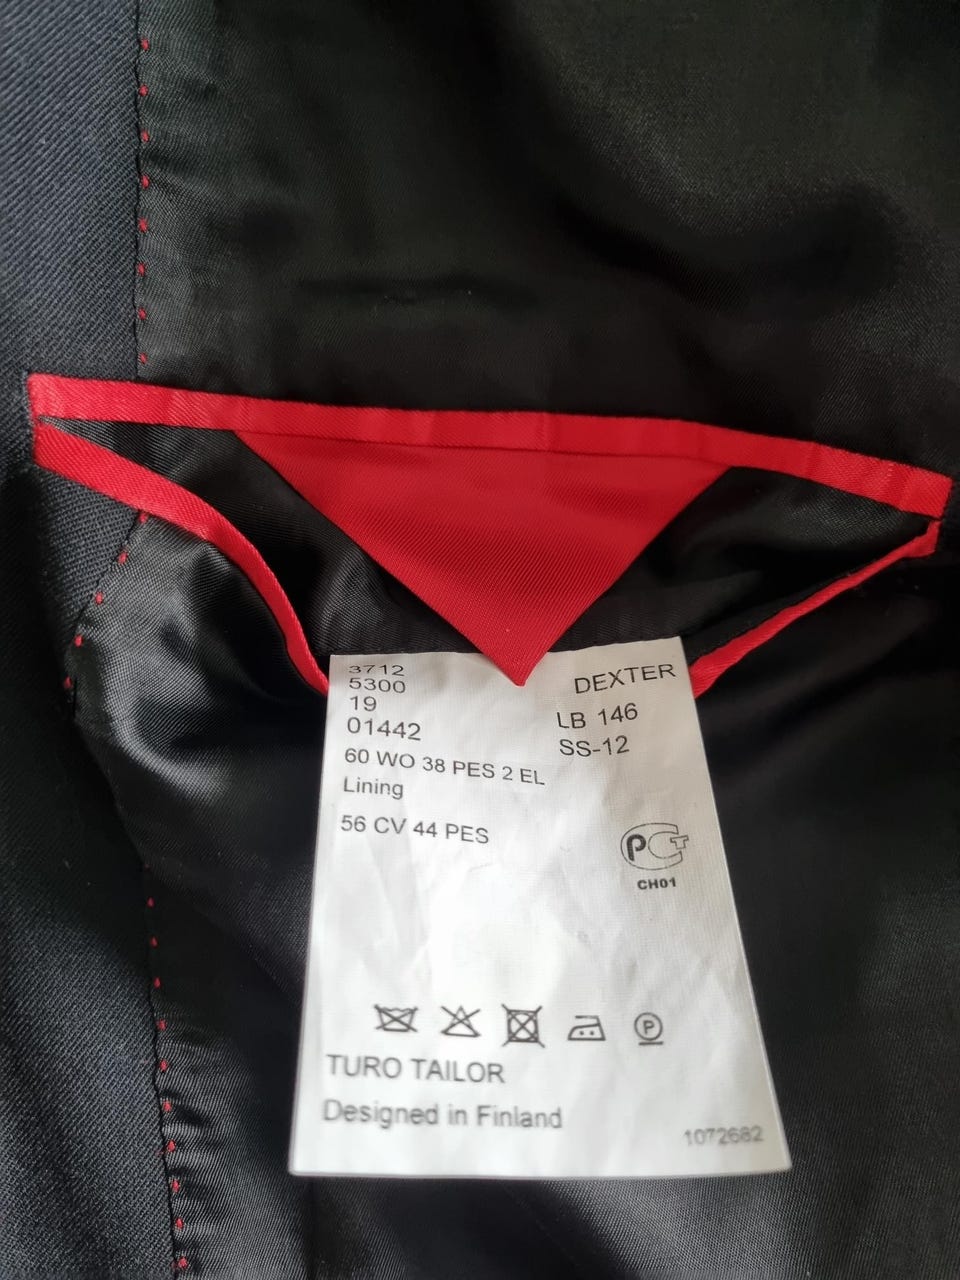 3712
5300
19
01442
DEXTER
LB 146
SS-12
60 WO 38 PES 2 EL
Lining
56 CV 44 PES
РСТ
CH01
P
TURO TAILOR
Designed in Finland
1072682